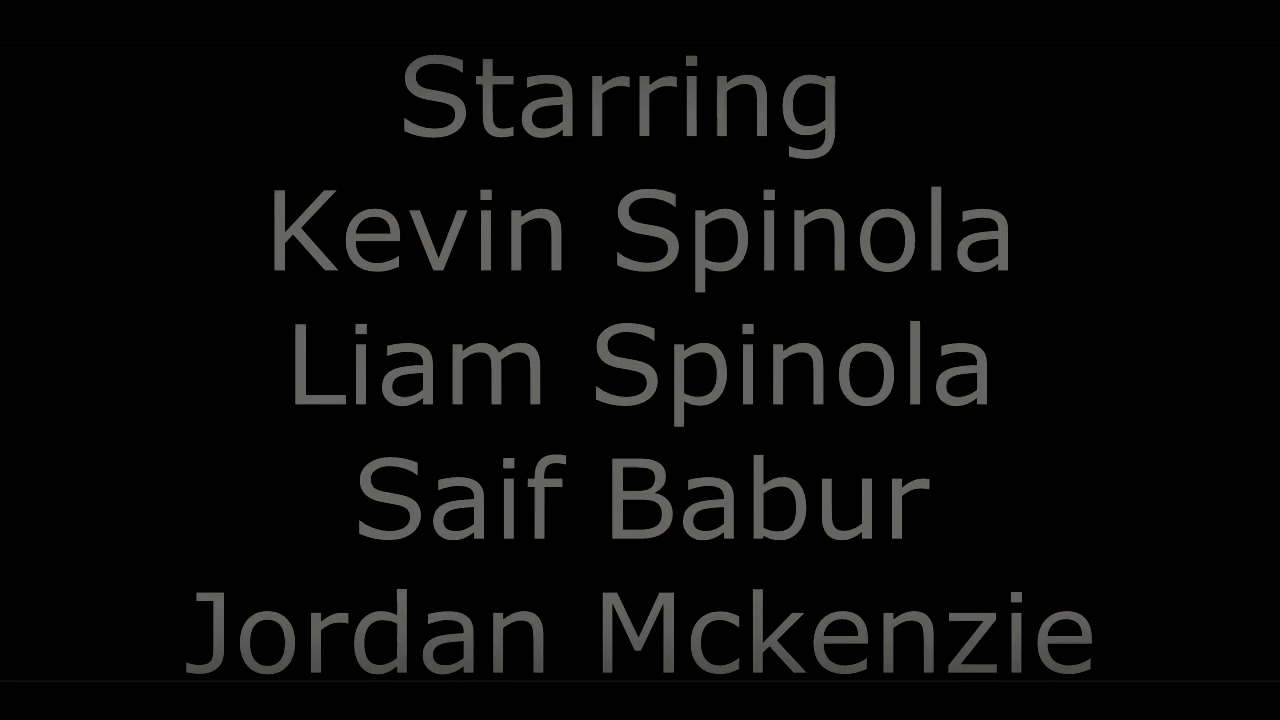 Starring
Kevin Spinola
Liam Spinola
Saif Babur
Jordan Mckenzie